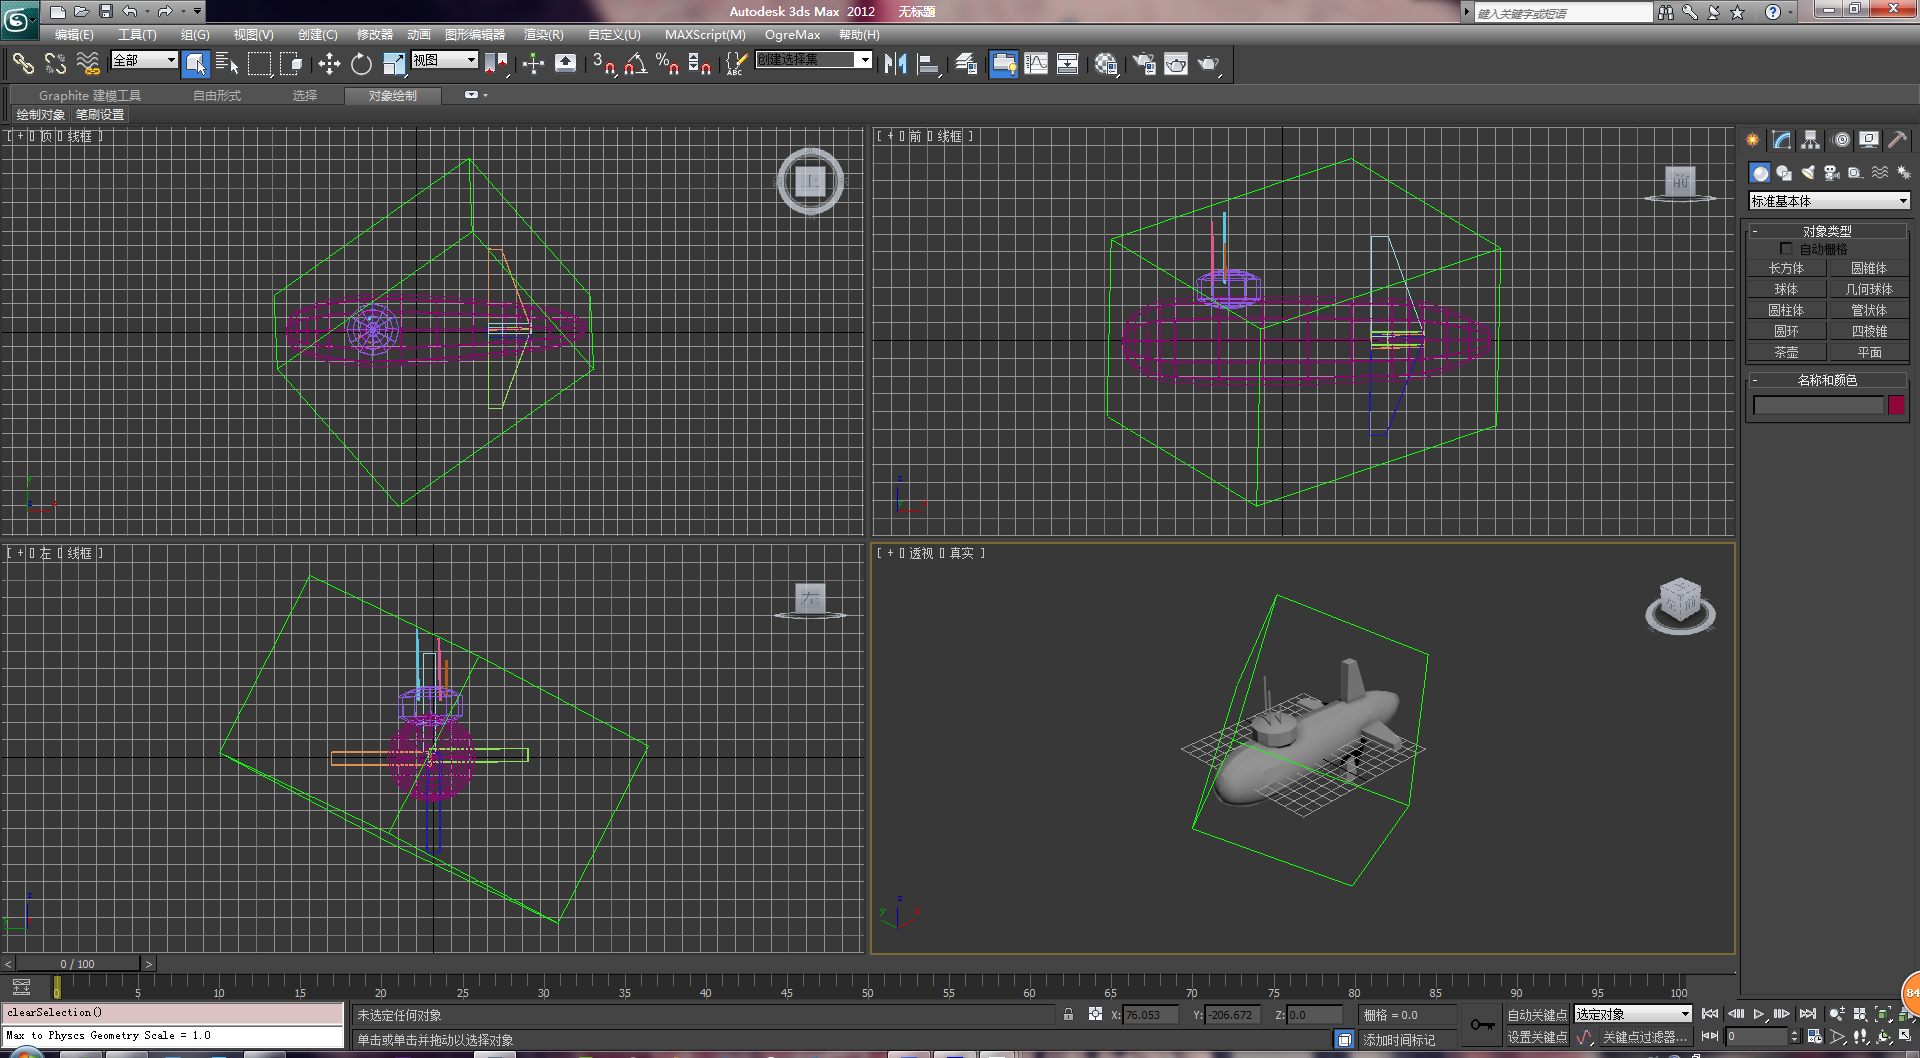 Autodesk 3ds Max 2012 无标题
键入关键字或短语
编辑(E) 工具(T) 组(G) 视图(V) 创建(C) 修改器 动画 图形编辑器 渲染(R) 自定义(U) MAXScript(M) OgreMax 帮助(H)
全部 视图 3 % ABC 创建选择集
Graphite 建模工具 自由形式 选择 对象绘制
绘制对象 笔刷设置
[ + ▯ 顶 ▯ 线框 ]
上
[ + ▯ 前 ▯ 线框 ]
前
标准基本体
- 对象类型
自动栅格
长方体 圆锥体
球体 几何球体
圆柱体 管状体
圆环 四棱锥
茶壶 平面
- 名称和颜色
y
z
z
y
[ + ▯ 左 ▯ 线框 ]
左
[ + ▯ 透视 ▯ 真实 ]
z
y
z
y
< 0 / 100 >
0 5 10 15 20 25 30 35 40 45 50 55 60 65 70 75 80 85 90 95 100
84
clearSelection()
Max to Physcs Geometry Scale = 1.0
未选定任何对象
X: 76.053 Y: -206.672 Z: 0.0 栅格 = 0.0
单击或单击并拖动以选择对象
添加时间标记
自动关键点 选定对象
设置关键点 关键点过滤器...
0